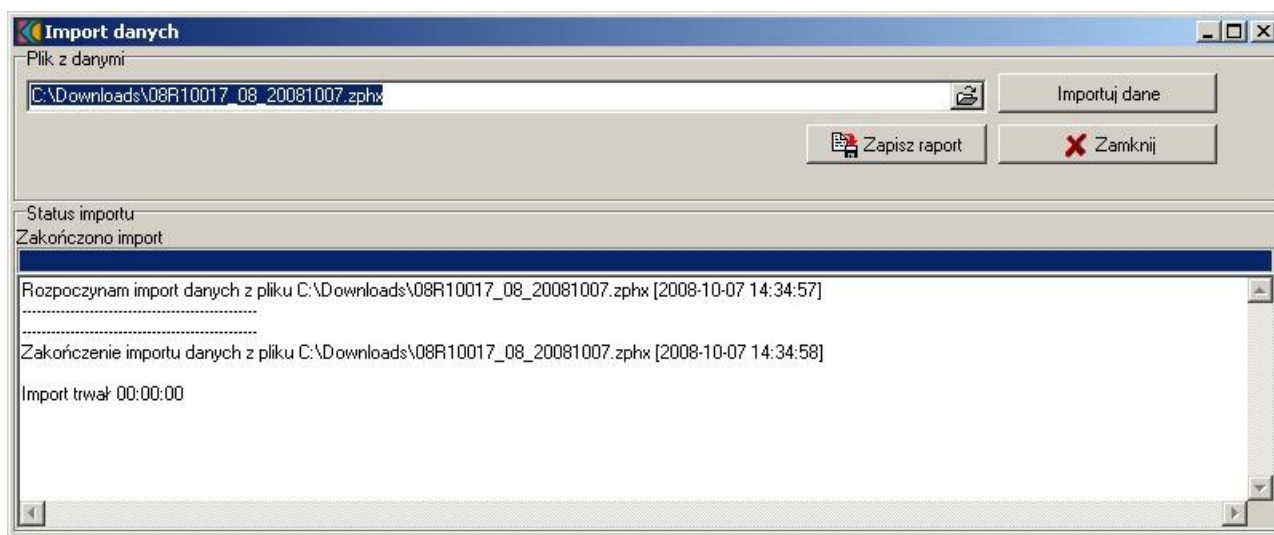 Import danych
Plik z danymi
C:\Downloads\08R10017_08_20081007.zphx
Importuj dane
Zapisz raport
Zamknij
Status importu
Zakończono import
Rozpoczynam import danych z pliku C:\Downloads\08R10017_08_20081007.zphx [2008-10-07 14:34:57]
------------------------------------------------
------------------------------------------------
Zakończenie importu danych z pliku C:\Downloads\08R10017_08_20081007.zphx [2008-10-07 14:34:58]
Import trwał 00:00:00